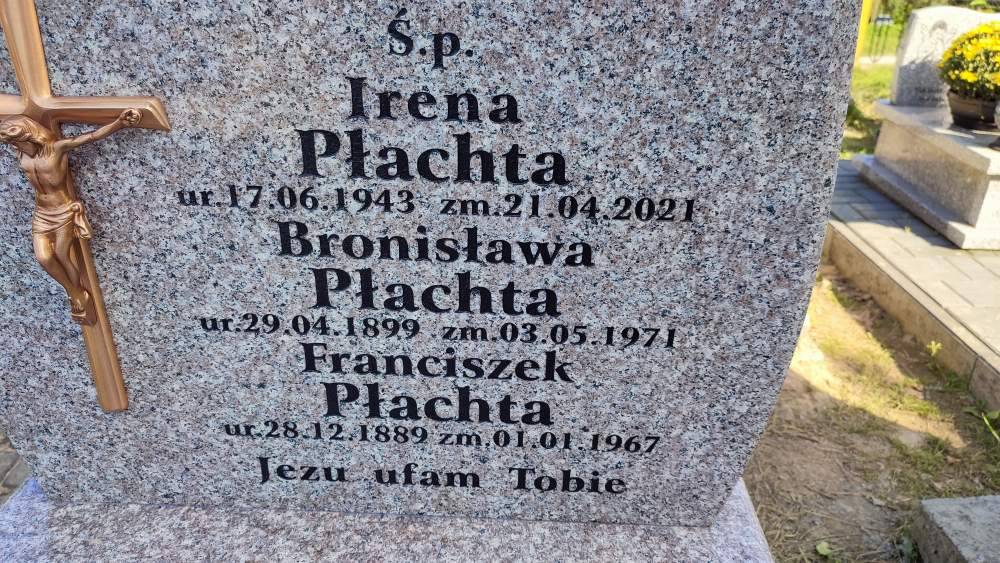 Ś.p.
Irena
Płachta
ur.17.06.1943 zm.21.04.2021
Bronisława
Płachta
ur.29.04.1899 zm.03.05.1971
Franciszek
Płachta
ur.28.12.1889 zm.01.01.1967
Jezu ufam Tobie